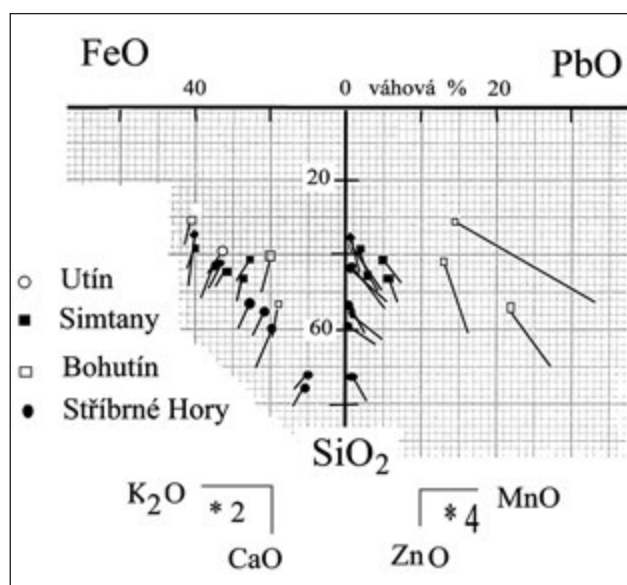 FeO PbO
40 0 váhová % 20
20
○ Utín
■ Simtany
60
□ Bohutín
● Stříbrné Hory
SiO₂
K₂O *2 *4 MnO
CaO ZnO